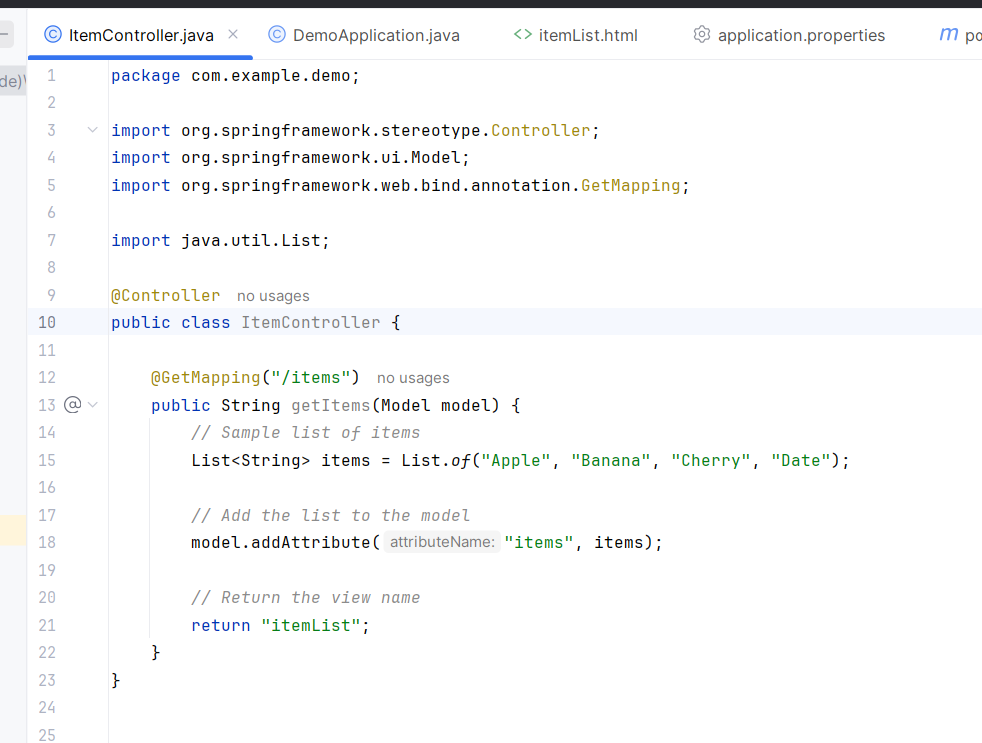 ItemController.java DemoApplication.java itemList.html application.properties
1 package com.example.demo;
2
3 import org.springframework.stereotype.Controller;
4 import org.springframework.ui.Model;
5 import org.springframework.web.bind.annotation.GetMapping;
6
7 import java.util.List;
8
9 @Controller no usages
10 public class ItemController {
11
12 @GetMapping("/items") no usages
13 public String getItems(Model model) {
14 // Sample list of items
15 List<String> items = List.of("Apple", "Banana", "Cherry", "Date");
16
17 // Add the list to the model
18 model.addAttribute( attributeName: "items", items);
19
20 // Return the view name
21 return "itemList";
22 }
23 }
24
25